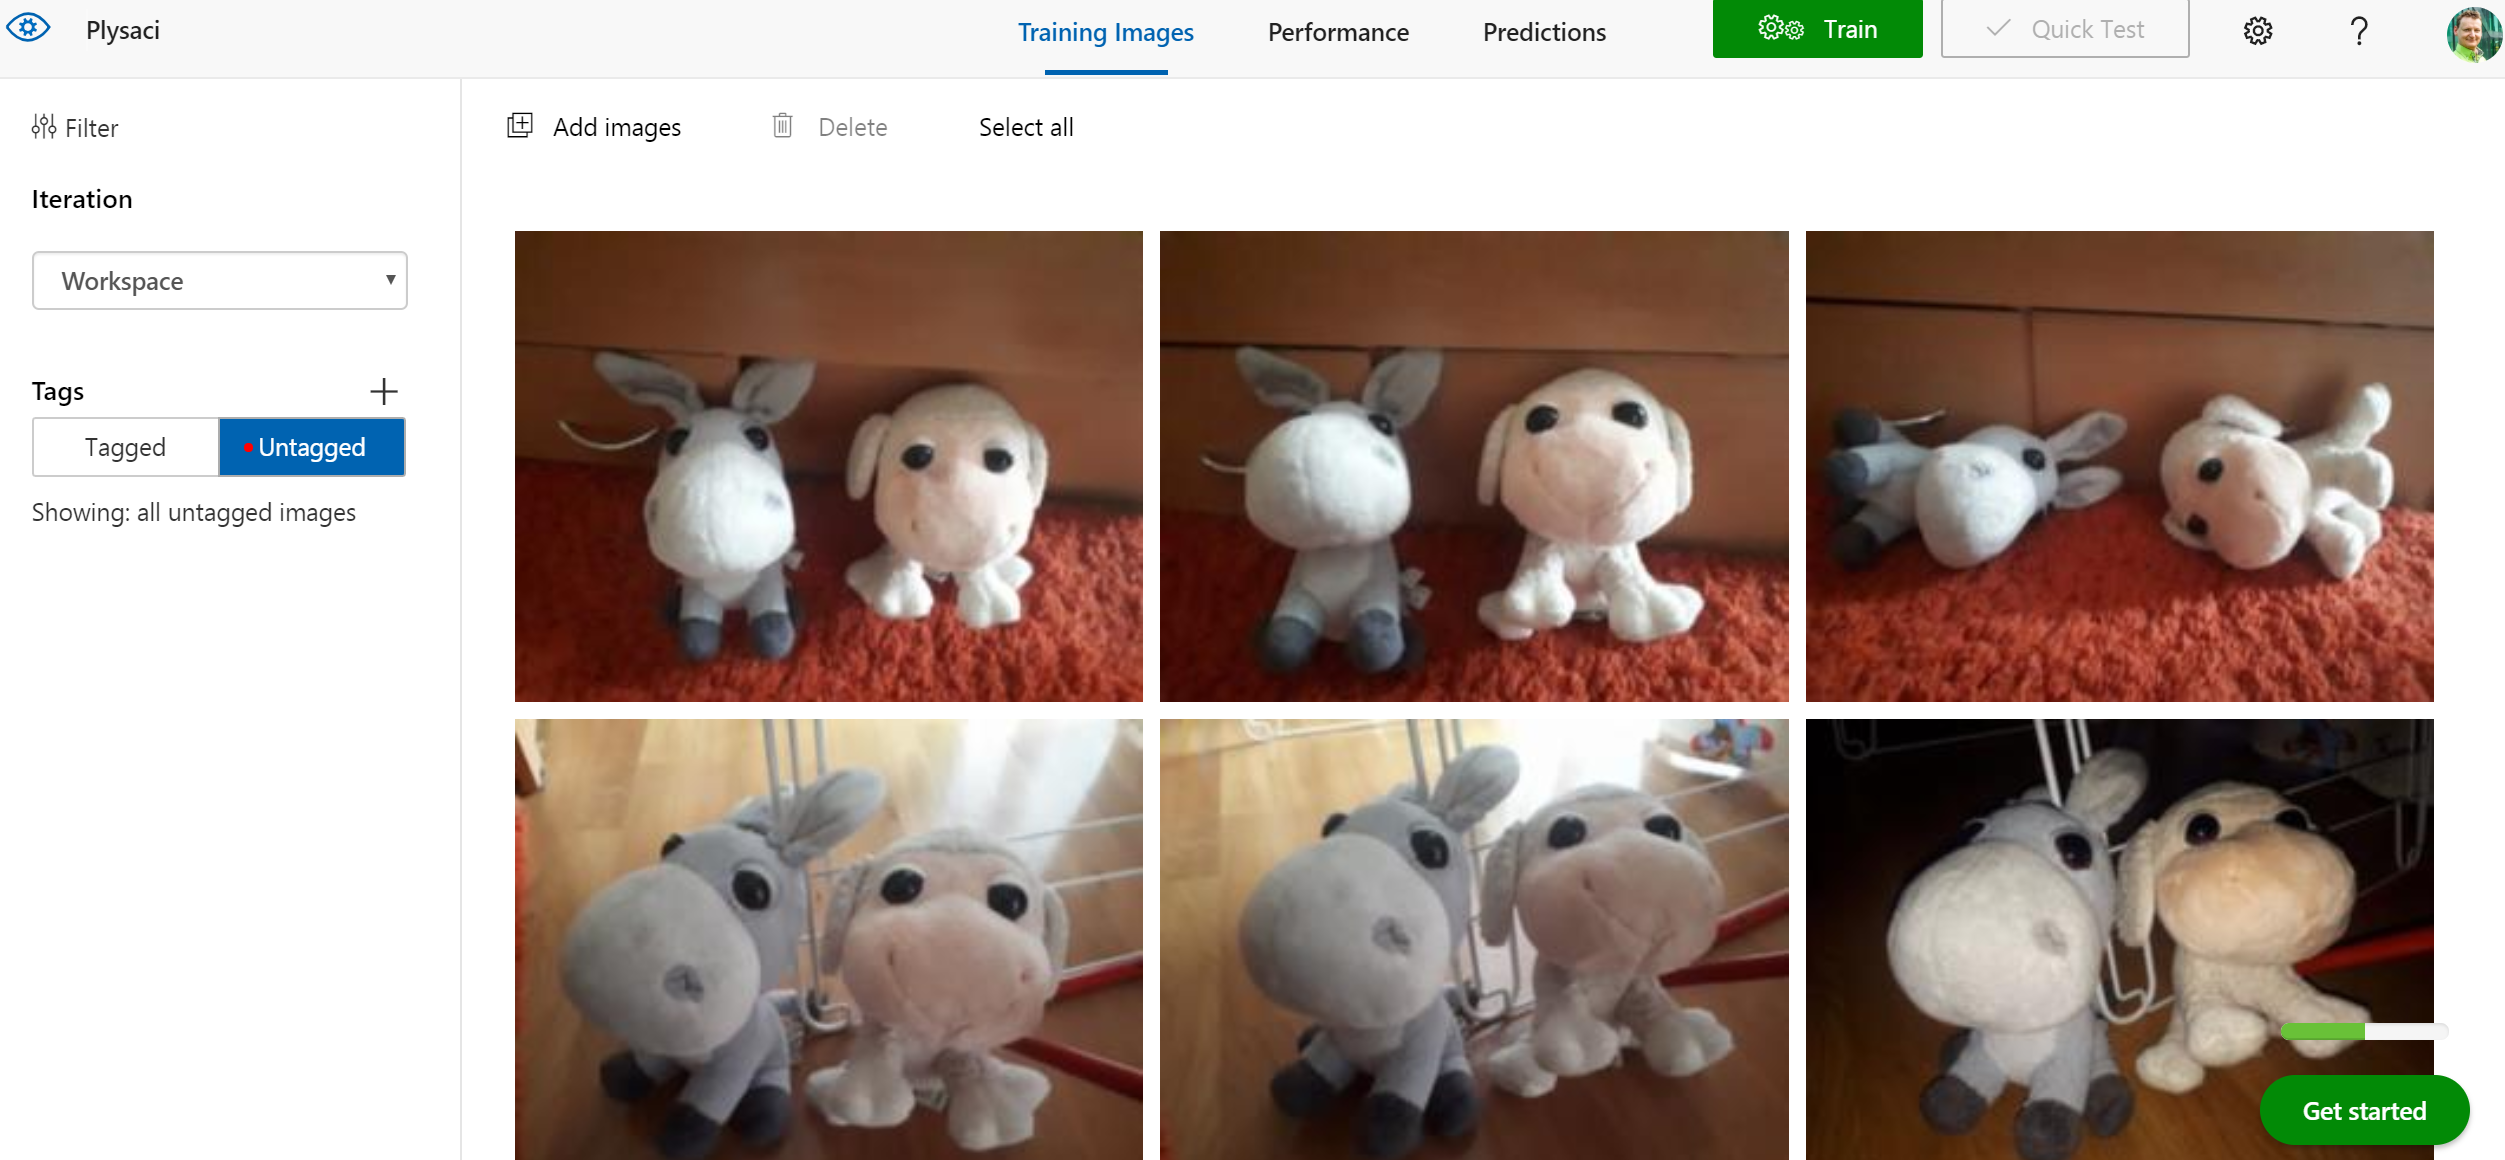 Plysaci
Training Images
Performance
Predictions
Train
Quick Test
?
Filter
Iteration
Workspace
Tags
Tagged
Untagged
Showing: all untagged images
Add images
Delete
Select all
Get started